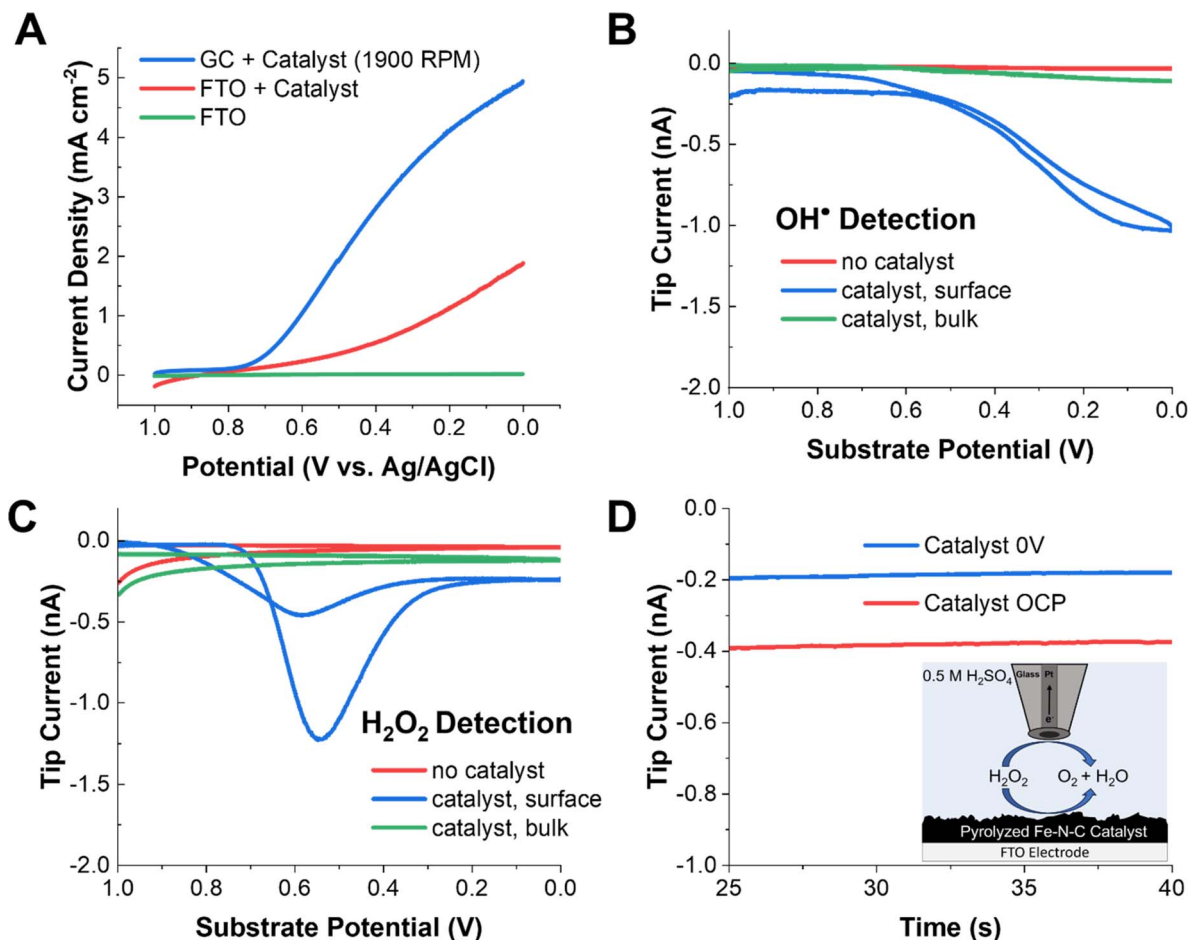 A
GC + Catalyst (1900 RPM)
FTO + Catalyst
FTO
5
4
3
2
1
0
1.0 0.8 0.6 0.4 0.2 0.0
Current Density (mA cm⁻²)
Potential (V vs. Ag/AgCl)
B
0.0
-0.5
-1.0
-1.5
-2.0
OH• Detection
no catalyst
catalyst, surface
catalyst, bulk
1.0 0.8 0.6 0.4 0.2 0.0
Tip Current (nA)
Substrate Potential (V)
C
0.0
-0.5
-1.0
-1.5
-2.0
H₂O₂ Detection
no catalyst
catalyst, surface
catalyst, bulk
1.0 0.8 0.6 0.4 0.2 0.0
Tip Current (nA)
Substrate Potential (V)
D
0.0
-0.2
-0.4
-0.6
-0.8
-1.0
Catalyst 0V
Catalyst OCP
0.5 M H₂SO₄
Glass Pt
e⁻
H₂O₂ O₂ + H₂O
Pyrolyzed Fe-N-C Catalyst
FTO Electrode
25 30 35 40
Tip Current (nA)
Time (s)